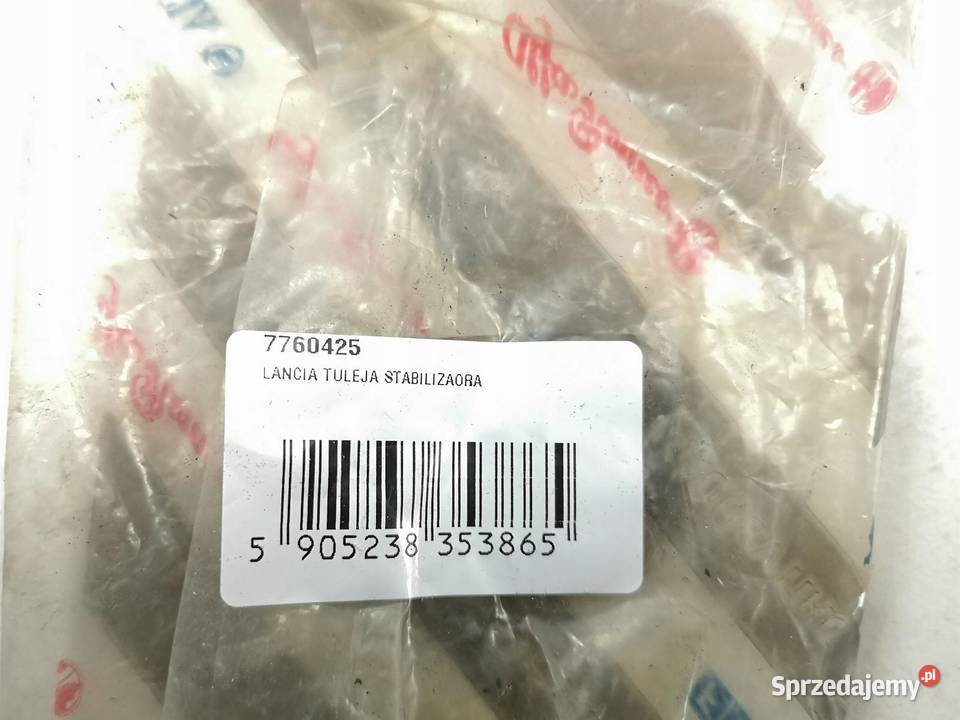 7760425
LANCIA TULEJA STABILIZAORA
5 905238 353865
Sprzedajemy.pl